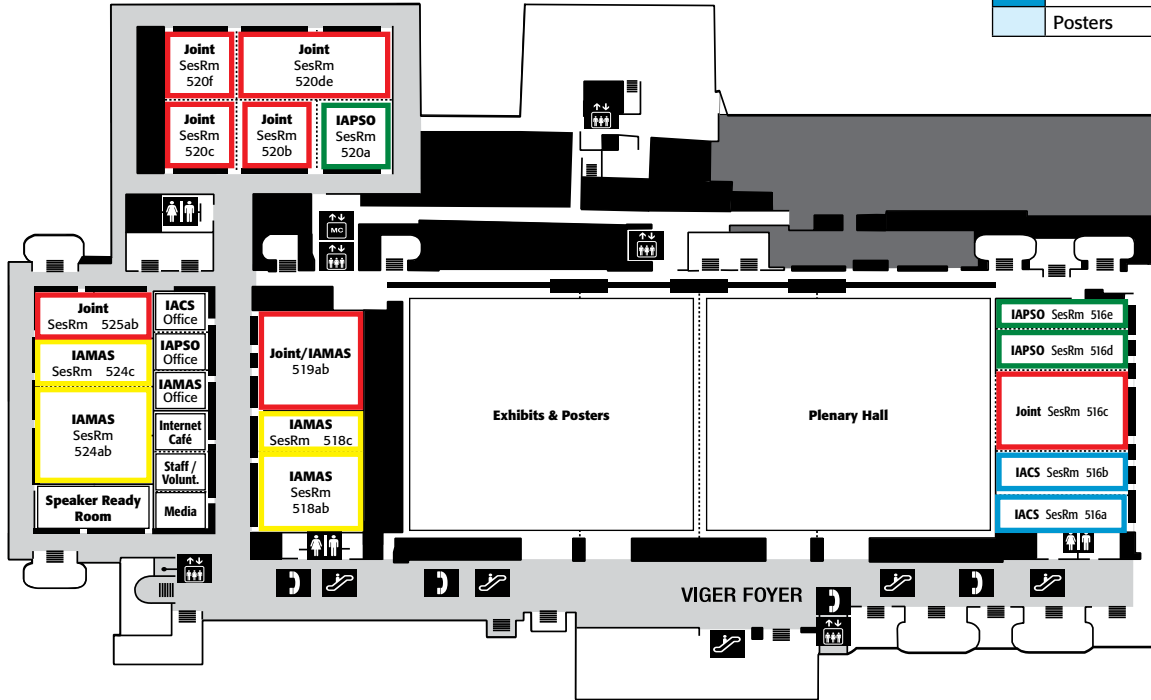 Posters
Joint
SesRm
520f
Joint
SesRm
520de
Joint
SesRm
520c
Joint
SesRm
520b
IAPSO
SesRm
520a
MC
Joint
SesRm 525ab
IAMAS
SesRm 524c
IAMAS
SesRm
524ab
Speaker Ready
Room
IACS
Office
IAPSO
Office
IAMAS
Office
Internet
Café
Staff /
Volunt.
Media
Joint/IAMAS
519ab
IAMAS
SesRm 518c
IAMAS
SesRm
518ab
Exhibits & Posters
Plenary Hall
IAPSO SesRm 516e
IAPSO SesRm 516d
Joint SesRm 516c
IACS SesRm 516b
IACS SesRm 516a
VIGER FOYER